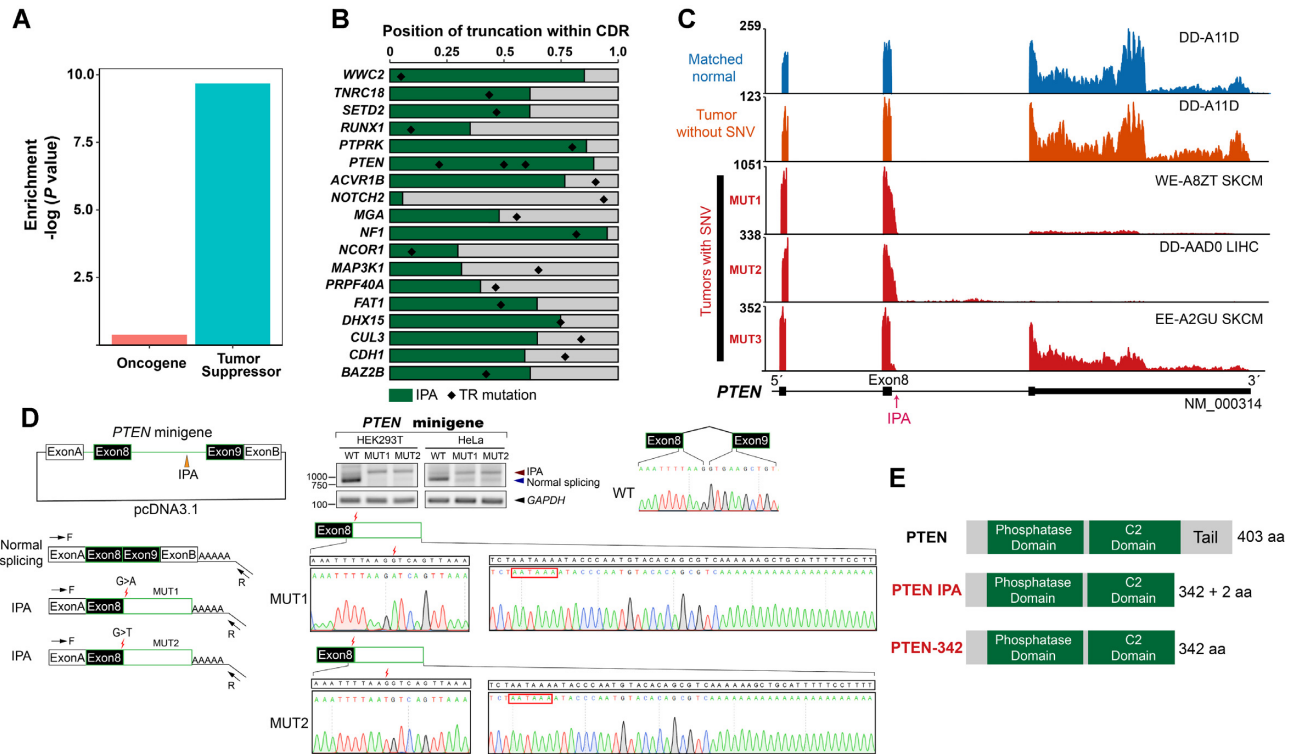 A
Enrichment
-log (P value)
10.0
7.5
5.0
2.5
Oncogene
Tumor
Suppressor
B
Position of truncation within CDR
0 0.25 0.5 0.75 1.0
WWC2
TNRC18
SETD2
RUNX1
PTPRK
PTEN
ACVR1B
NOTCH2
MGA
NF1
NCOR1
MAP3K1
PRPF40A
FAT1
DHX15
CUL3
CDH1
BAZ2B
IPA TR mutation
C
259
Matched
normal
DD-A11D
123
Tumor
without SNV
DD-A11D
1051
Tumors with SNV
MUT1
WE-A8ZT SKCM
338
MUT2
DD-AAD0 LIHC
352
MUT3
EE-A2GU SKCM
5´ Exon8 3´
PTEN
IPA
NM_000314
D
PTEN minigene
ExonA Exon8 Exon9 ExonB
IPA
pcDNA3.1
Normal
splicing
F
ExonA Exon8 Exon9 ExonB AAAAA
R
G>A
IPA
F
MUT1
ExonA Exon8 AAAAA
R
G>T
IPA
F
MUT2
ExonA Exon8 AAAAA
R
PTEN minigene
HEK293T HeLa
WT MUT1 MUT2 WT MUT1 MUT2
1000
750
100
IPA
Normal splicing
GAPDH
Exon8 Exon9
AAATTTTAAGGTGAAGCTGT
WT
Exon8
AAATTTTAAGGTCAGTTAAA
TCTAATAAATACCCAATGTACACAGCGTCAAAAAAGCTGCATTTTTCCTT
AAATTTTAAGATCAGTTAAA
MUT1
Exon8
AAATTTTAAGGTCAGTTAAA
AAATTTTAATGTCAGTTAAA
MUT2
E
PTEN
Phosphatase
Domain
C2
Domain
Tail
403 aa
PTEN IPA
Phosphatase
Domain
C2
Domain
342 + 2 aa
PTEN-342
Phosphatase
Domain
C2
Domain
342 aa